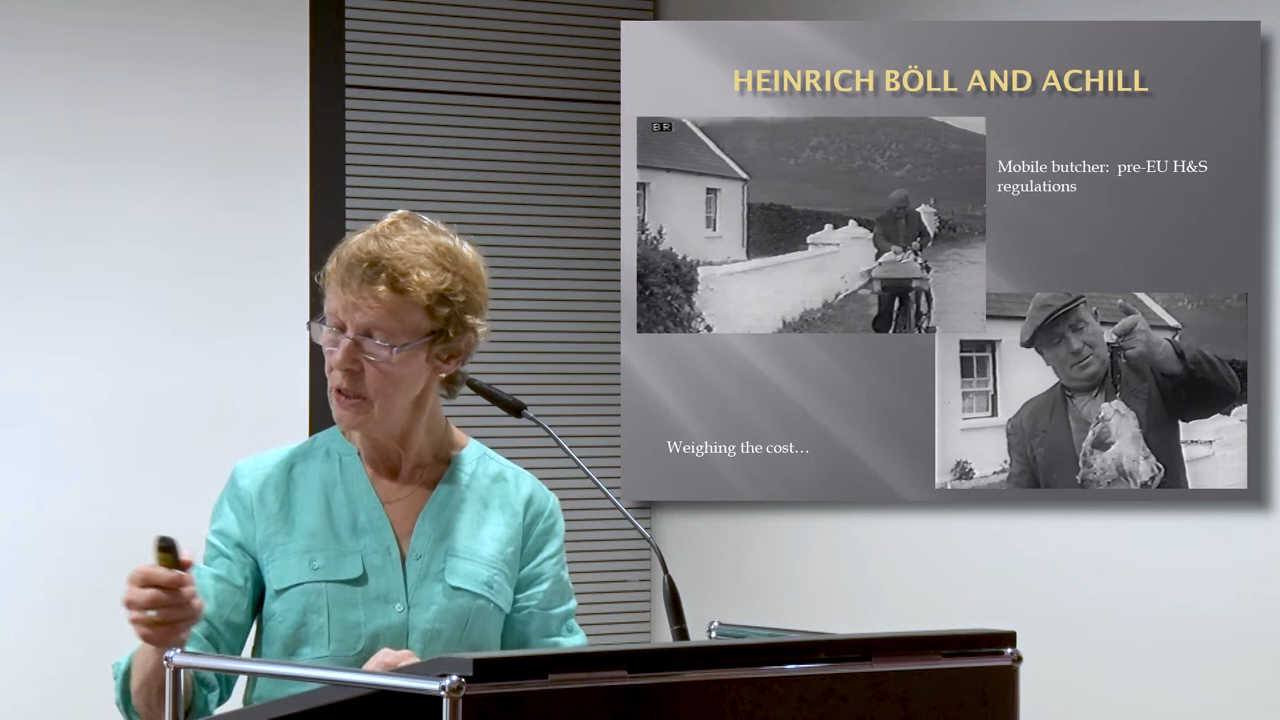 HEINRICH BÖLL AND ACHILL
BR
Mobile butcher: pre-EU H&S
regulations
Weighing the cost…